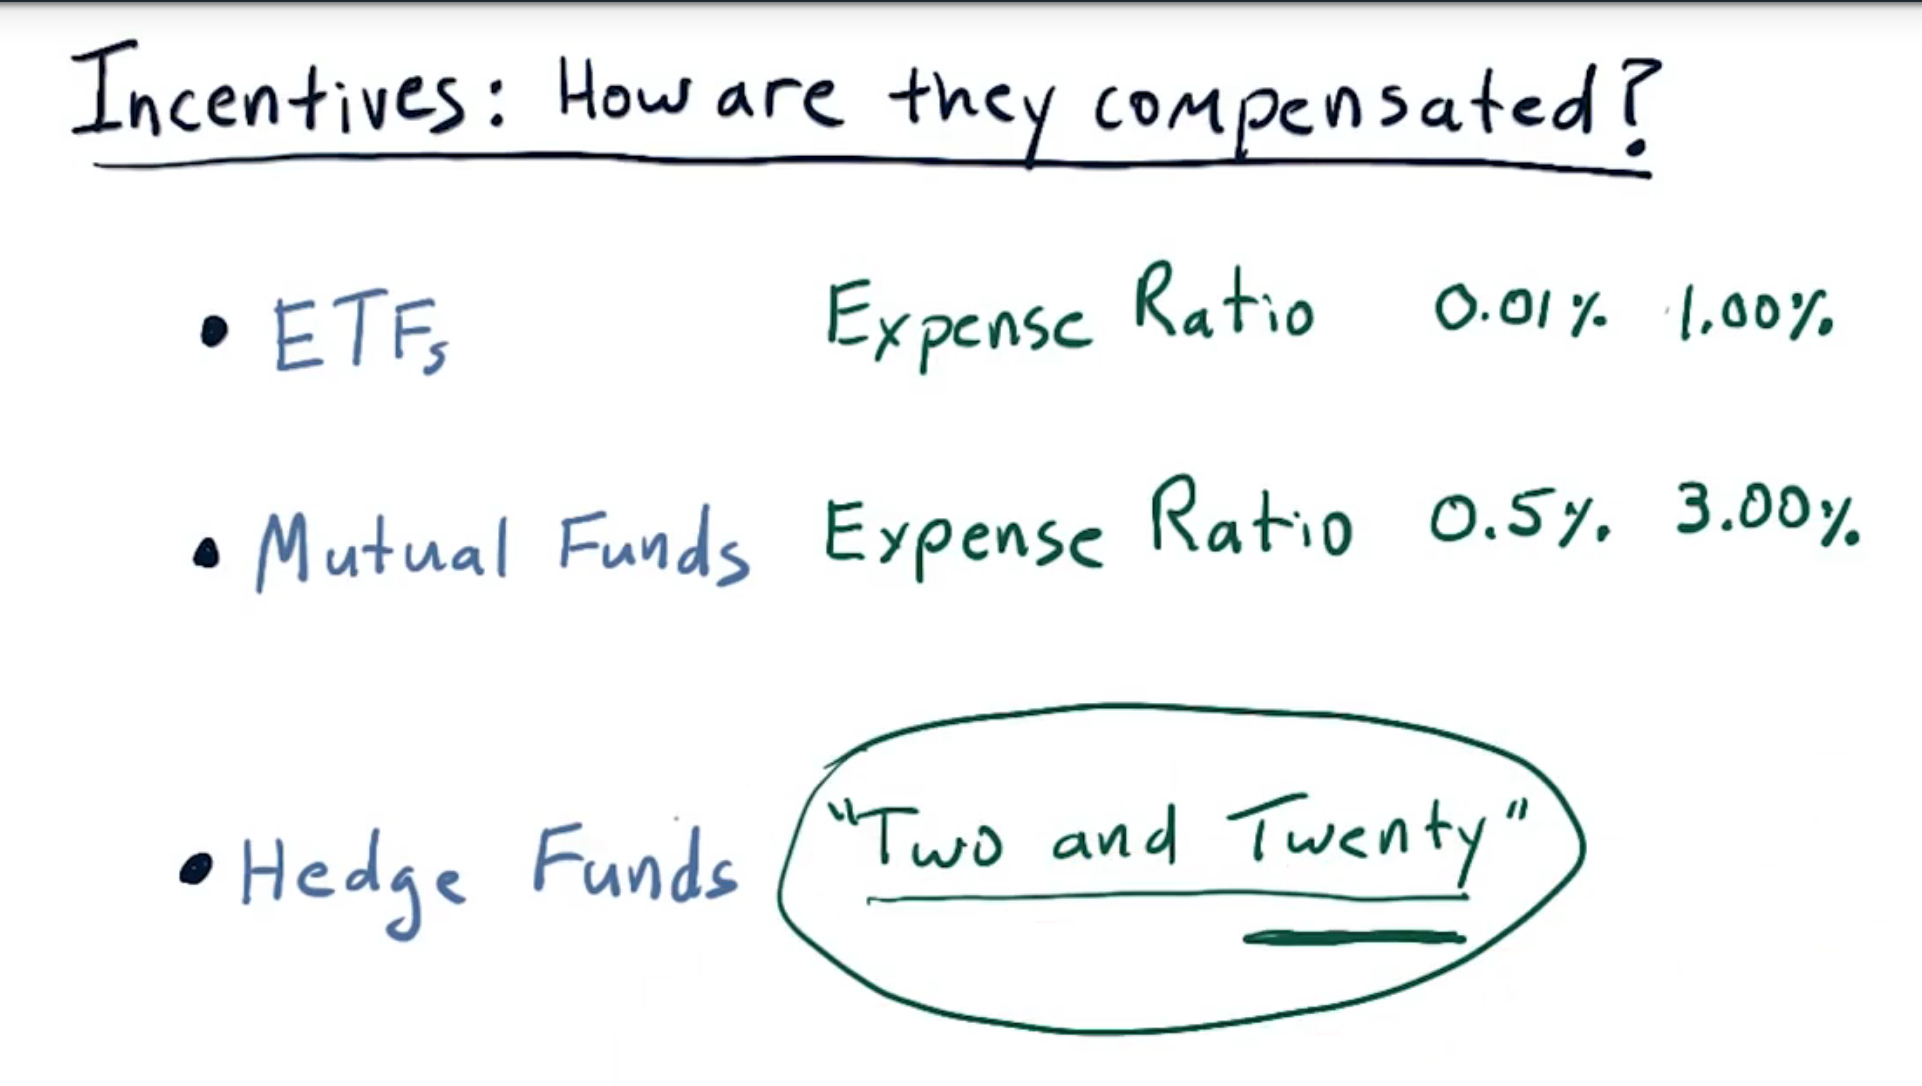 Incentives: How are they compensated?
• ETFs Expense Ratio 0.01% 1.00%
• Mutual Funds Expense Ratio 0.5% 3.00%
• Hedge Funds "Two and Twenty"